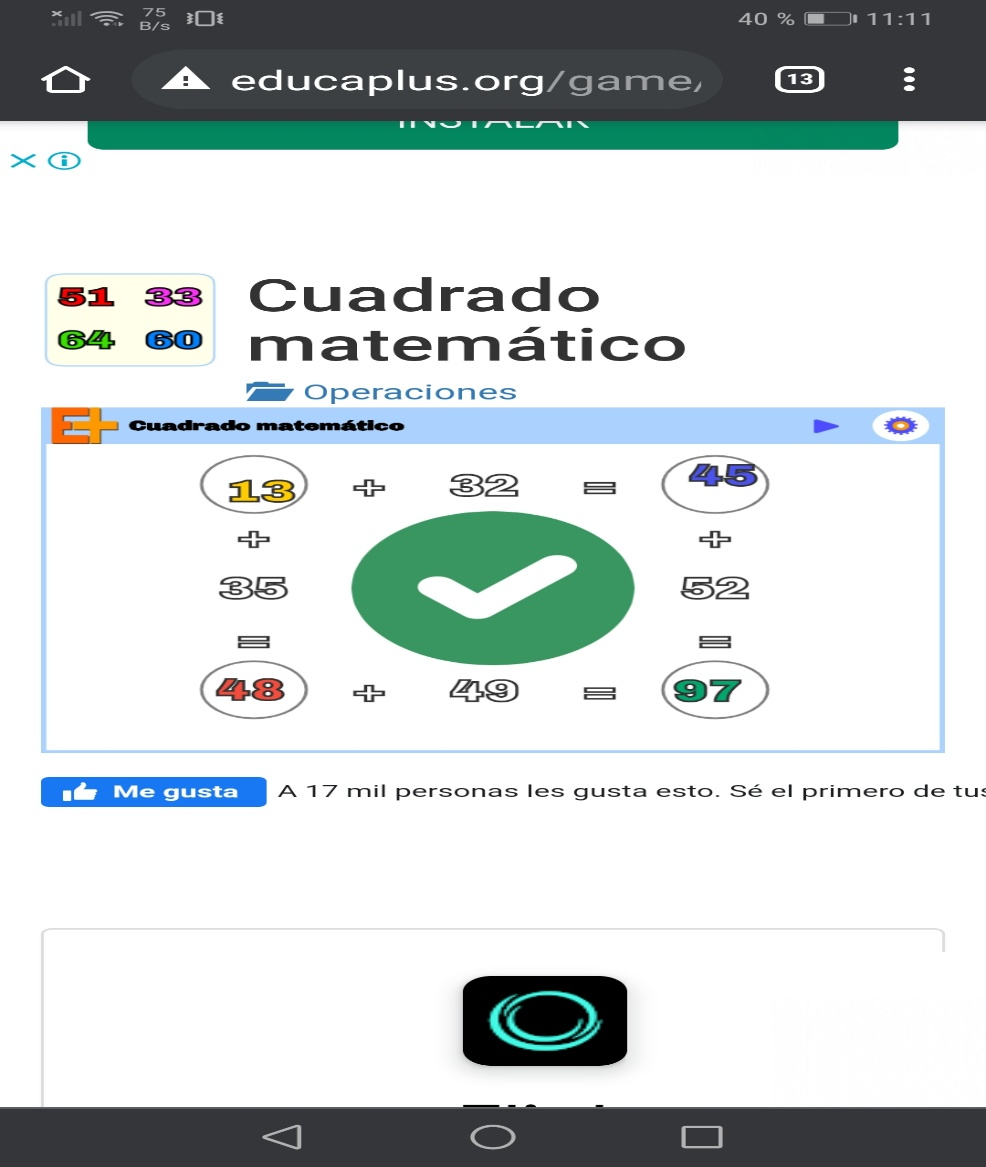 75
B/s
40 % 11:11
educaplus.org/game/
13
INSTALAR
51 33
64 60
Cuadrado
matemático
Operaciones
E+ Cuadrado matemático
13 + 32 = 45
+ +
35 52
= =
48 + 49 = 97
Me gusta A 17 mil personas les gusta esto. Sé el primero de tus